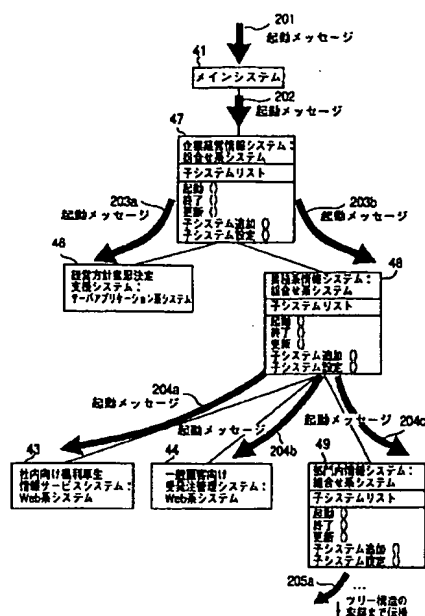 201
起動メッセージ
41
メインシステム
202
起動メッセージ
47
企業経営情報システム：
組合せ系システム
子システムリスト
起動 ()
終了 ()
更新 ()
子システム追加 ()
子システム設定 ()
203a
起動メッセージ
203b
起動メッセージ
46
経営方針意思決定
支援システム：
サーバアプリケーション系システム
48
業務系情報システム：
組合せ系システム
子システムリスト
起動 ()
終了 ()
更新 ()
子システム追加 ()
子システム設定 ()
204a
起動メッセージ
起動メッセージ
204b
起動メッセージ
204c
43
社内向け福利厚生
情報サービスシステム：
Web系システム
44
一般顧客向け
受発注管理システム：
Web系システム
49
部門内情報システム：
組合せ系システム
子システムリスト
起動 ()
終了 ()
更新 ()
子システム追加 ()
子システム設定 ()
205a
…
ツリー構造の
末端まで伝播